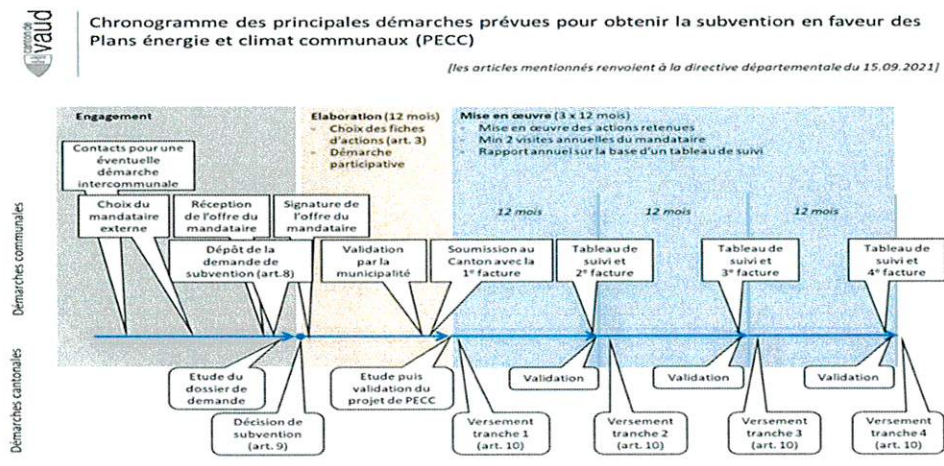 canton de
vaud
Chronogramme des principales démarches prévues pour obtenir la subvention en faveur des
Plans énergie et climat communaux (PECC)
[les articles mentionnés renvoient à la directive départementale du 15.09.2021]
Engagement
Elaboration (12 mois)
- Choix des fiches
d'actions (art. 3)
- Démarche
participative
Mise en œuvre (3 x 12 mois)
- Mise en œuvre des actions retenues
- Min 2 visites annuelles du mandataire
- Rapport annuel sur la base d'un tableau de suivi
Démarches communales
Contacts pour une
éventuelle
démarche
intercommunale
Choix du
mandataire
externe
Réception
de l'offre du
mandataire
Signature de
l'offre du
mandataire
Dépôt de la
demande de
subvention (art.8)
Validation
par la
municipalité
Soumission au
Canton avec la
1e facture
12 mois
12 mois
12 mois
Tableau de
suivi et
2e facture
Tableau de
suivi et
3e facture
Tableau de
suivi et
4e facture
Démarches cantonales
Etude du
dossier de
demande
Décision de
subvention
(art. 9)
Etude puis
validation du
projet de PECC
Versement
tranche 1
(art. 10)
Validation
Versement
tranche 2
(art. 10)
Validation
Versement
tranche 3
(art. 10)
Validation
Versement
tranche 4
(art. 10)